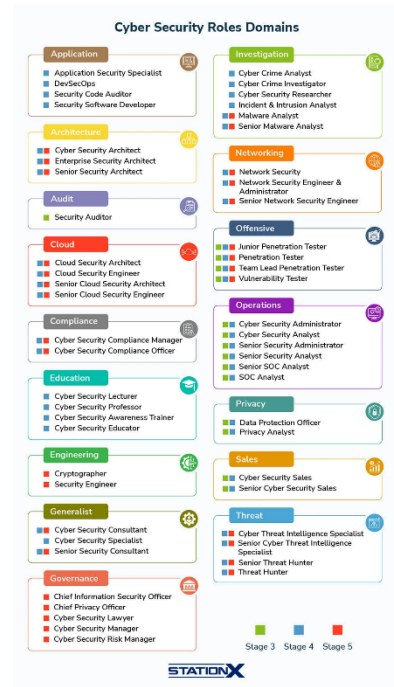 Cyber Security Roles Domains
Application
Application Security Specialist
DevSecOps
Security Code Auditor
Security Software Developer
Architecture
Cyber Security Architect
Enterprise Security Architect
Senior Security Architect
Audit
Security Auditor
Cloud
Cloud Security Architect
Cloud Security Engineer
Senior Cloud Security Architect
Senior Cloud Security Engineer
Compliance
Cyber Security Compliance Manager
Cyber Security Compliance Officer
Education
Cyber Security Lecturer
Cyber Security Professor
Cyber Security Awareness Trainer
Cyber Security Educator
Engineering
Cryptographer
Security Engineer
Generalist
Cyber Security Consultant
Cyber Security Specialist
Senior Security Consultant
Governance
Chief Information Security Officer
Chief Privacy Officer
Cyber Security Lawyer
Cyber Security Manager
Cyber Security Risk Manager
Investigation
Cyber Crime Analyst
Cyber Crime Investigator
Cyber Security Researcher
Incident & Intrusion Analyst
Malware Analyst
Senior Malware Analyst
Networking
Network Security
Network Security Engineer &
Administrator
Senior Network Security Engineer
Offensive
Junior Penetration Tester
Penetration Tester
Team Lead Penetration Tester
Vulnerability Tester
Operations
Cyber Security Administrator
Cyber Security Analyst
Senior Security Administrator
Senior Security Analyst
Senior SOC Analyst
SOC Analyst
Privacy
Data Protection Officer
Privacy Analyst
Sales
Cyber Security Sales
Senior Cyber Security Sales
Threat
Cyber Threat Intelligence Specialist
Senior Cyber Threat Intelligence
Specialist
Senior Threat Hunter
Threat Hunter
Stage 3 Stage 4 Stage 5
STATIONX